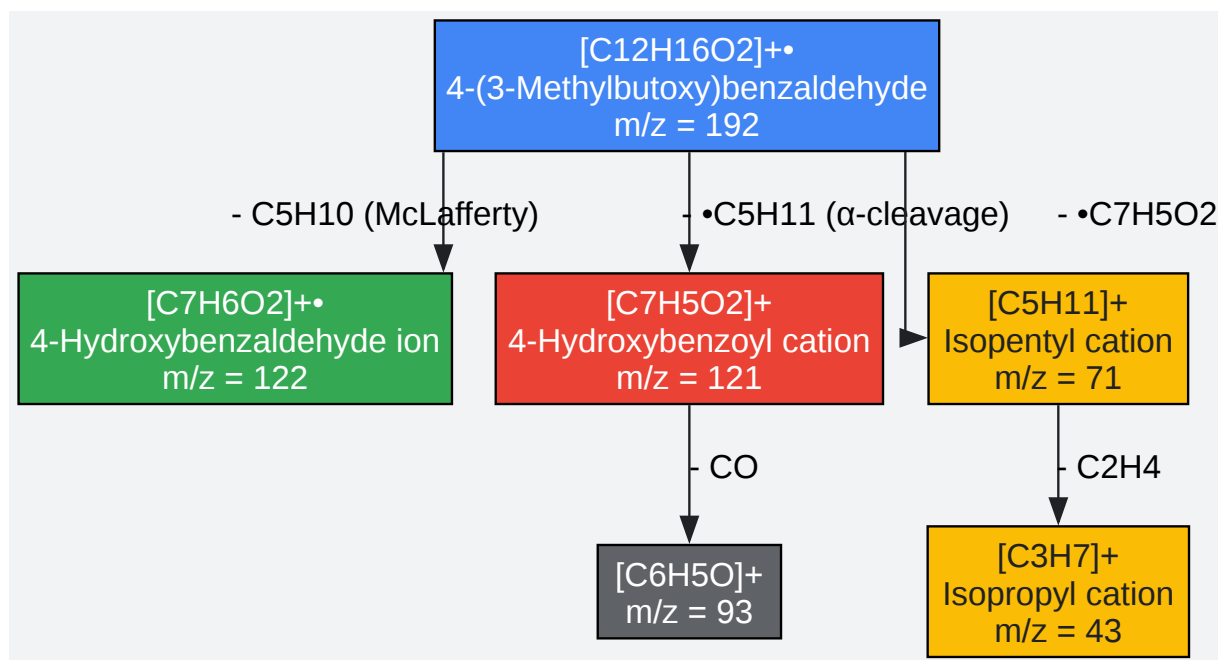 [C12H16O2]+•
4-(3-Methylbutoxy)benzaldehyde
m/z = 192
- C5H10 (McLafferty)
- •C5H11 (α-cleavage)
- •C7H5O2
[C7H6O2]+•
4-Hydroxybenzaldehyde ion
m/z = 122
[C7H5O2]+
4-Hydroxybenzoyl cation
m/z = 121
[C5H11]+
Isopentyl cation
m/z = 71
- CO
- C2H4
[C6H5O]+
m/z = 93
[C3H7]+
Isopropyl cation
m/z = 43